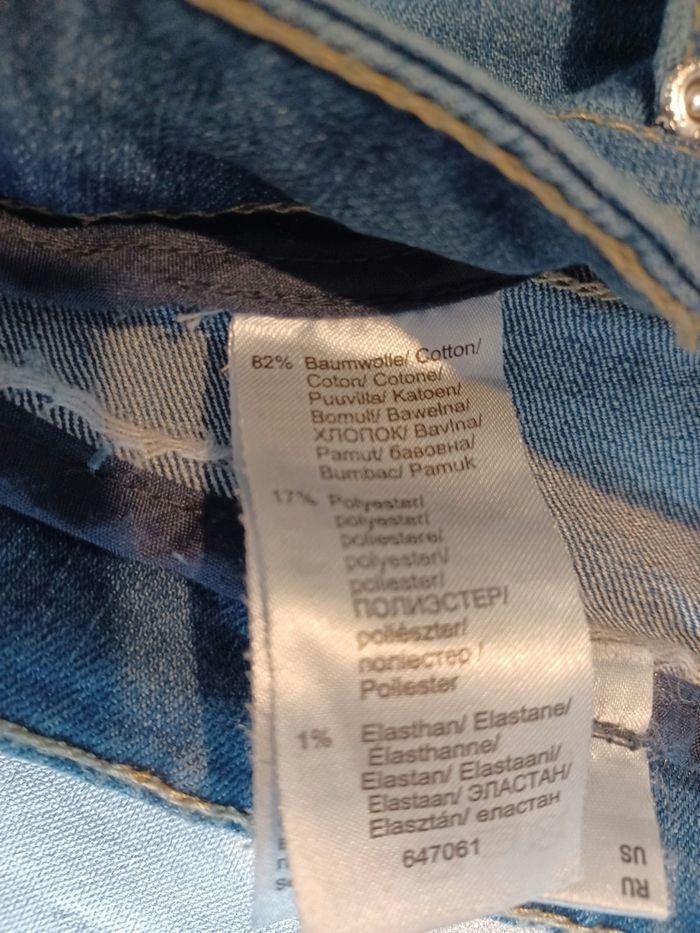 82% Baumwolle/ Cotton/
Coton/ Cotone/
Puuvilla/ Katoen/
Bomull/ Bawełna/
ХЛОПОК/ Bavlna/
Pamut/ бавовна/
Bumbac/ Pamuk
17% Polyester/
polyester/
poliestere/
polyesteri/
poliester/
ПОЛИЭСТЕР/
poliészter/
поліестер /
Poliester
1% Elasthan/ Elastane/
Élasthanne/
Elastan/ Elastaani/
Elastaan/ ЭЛАСТАН/
Elasztán/ еластан
647061
US
RU